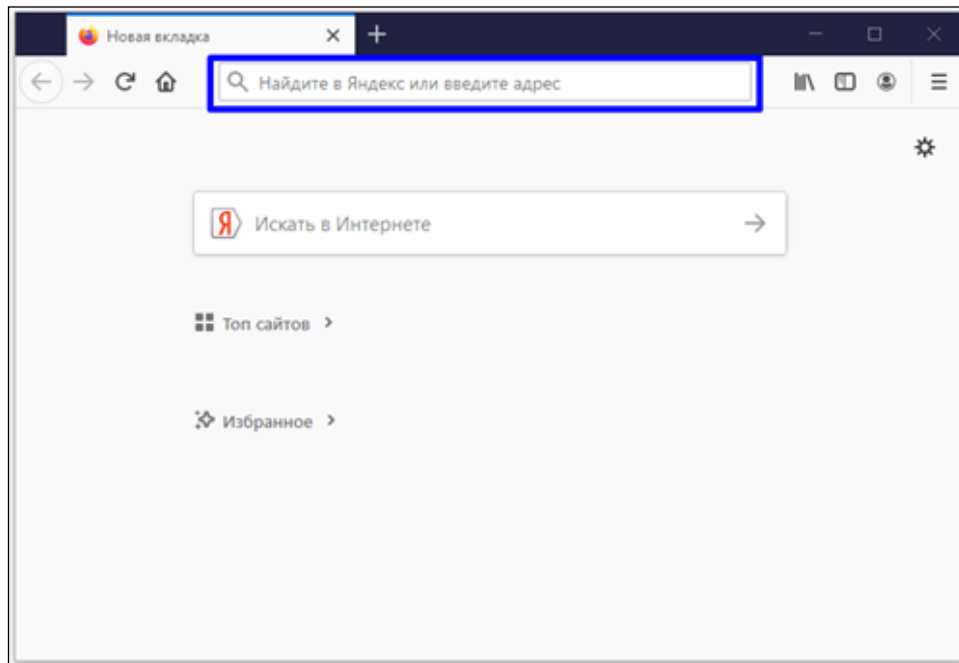 Новая вкладка
Найдите в Яндекс или введите адрес
Я Искать в Интернете
Топ сайтов
Избранное